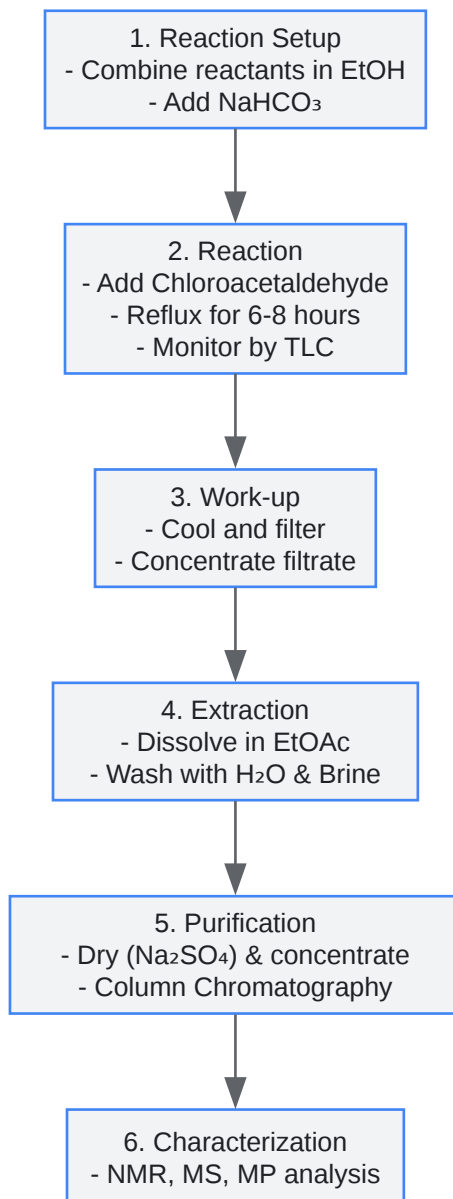 1. Reaction Setup
- Combine reactants in EtOH
- Add NaHCO₃
2. Reaction
- Add Chloroacetaldehyde
- Reflux for 6-8 hours
- Monitor by TLC
3. Work-up
- Cool and filter
- Concentrate filtrate
4. Extraction
- Dissolve in EtOAc
- Wash with H₂O & Brine
5. Purification
- Dry (Na₂SO₄) & concentrate
- Column Chromatography
6. Characterization
- NMR, MS, MP analysis